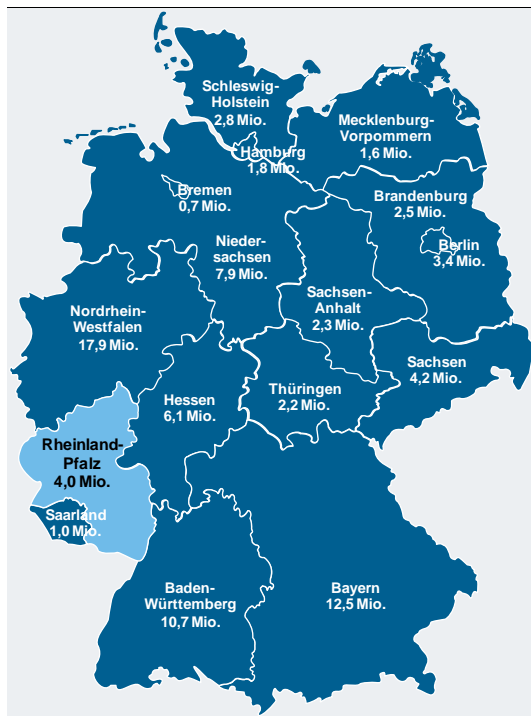 Schleswig-
Holstein
2,8 Mio.
Mecklenburg-
Vorpommern
1,6 Mio.
Hamburg
1,8 Mio.
Bremen
0,7 Mio.
Brandenburg
2,5 Mio.
Berlin
3,4 Mio.
Nieder-
sachsen
7,9 Mio.
Sachsen-
Anhalt
2,3 Mio.
Nordrhein-
Westfalen
17,9 Mio.
Sachsen
4,2 Mio.
Hessen
6,1 Mio.
Thüringen
2,2 Mio.
Rheinland-
Pfalz
4,0 Mio.
Saarland
1,0 Mio.
Baden-
Württemberg
10,7 Mio.
Bayern
12,5 Mio.